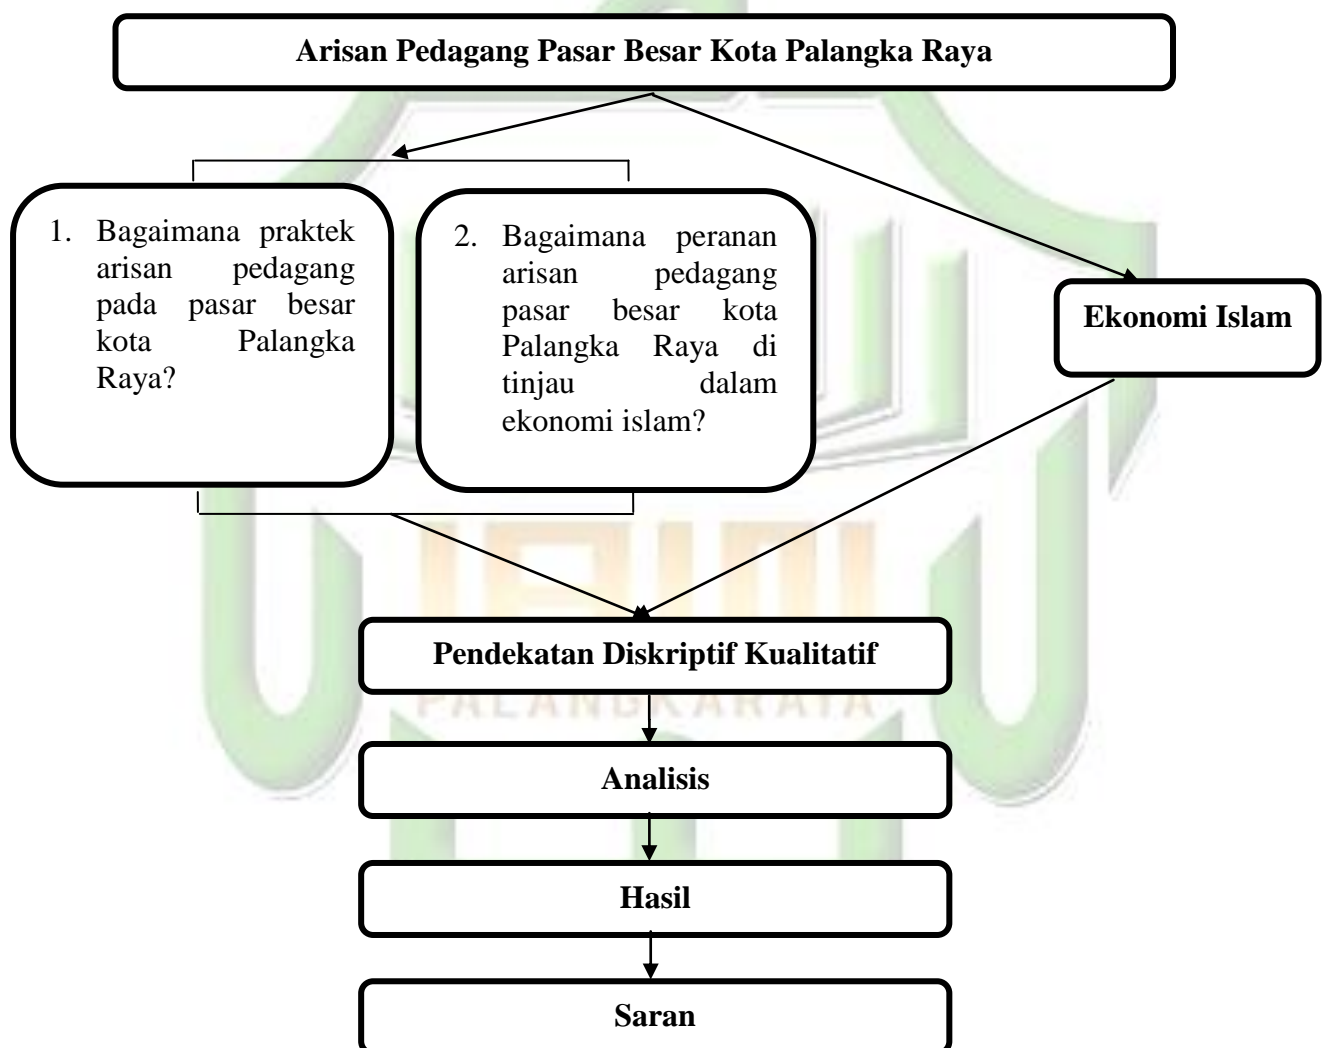 Arisan Pedagang Pasar Besar Kota Palangka Raya
1. Bagaimana praktek
arisan pedagang
pada pasar besar
kota Palangka
Raya?
2. Bagaimana peranan
arisan pedagang
pasar besar kota
Palangka Raya di
tinjau dalam
ekonomi islam?
Ekonomi Islam
IAIN
Pendekatan Diskriptif Kualitatif
PALANGKARAYA
Analisis
Hasil
Saran